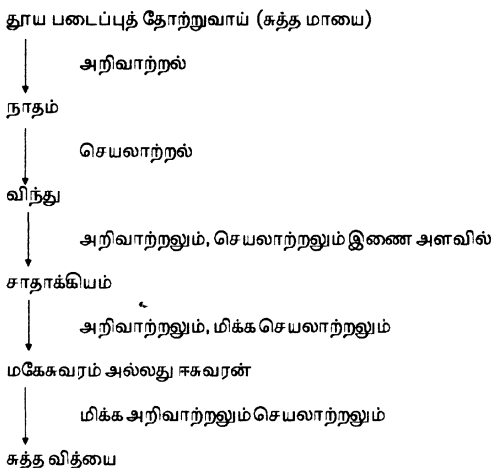 தூய படைப்புத் தோற்றுவாய் (சுத்த மாயை)
அறிவாற்றல்
நாதம்
செயலாற்றல்
விந்து
அறிவாற்றலும், செயலாற்றலும் இணை அளவில்
சாதாக்கியம்
அறிவாற்றலும், மிக்க செயலாற்றலும்
மகேசுவரம் அல்லது ஈசுவரன்
மிக்க அறிவாற்றலும் செயலாற்றலும்
சுத்த வித்யை